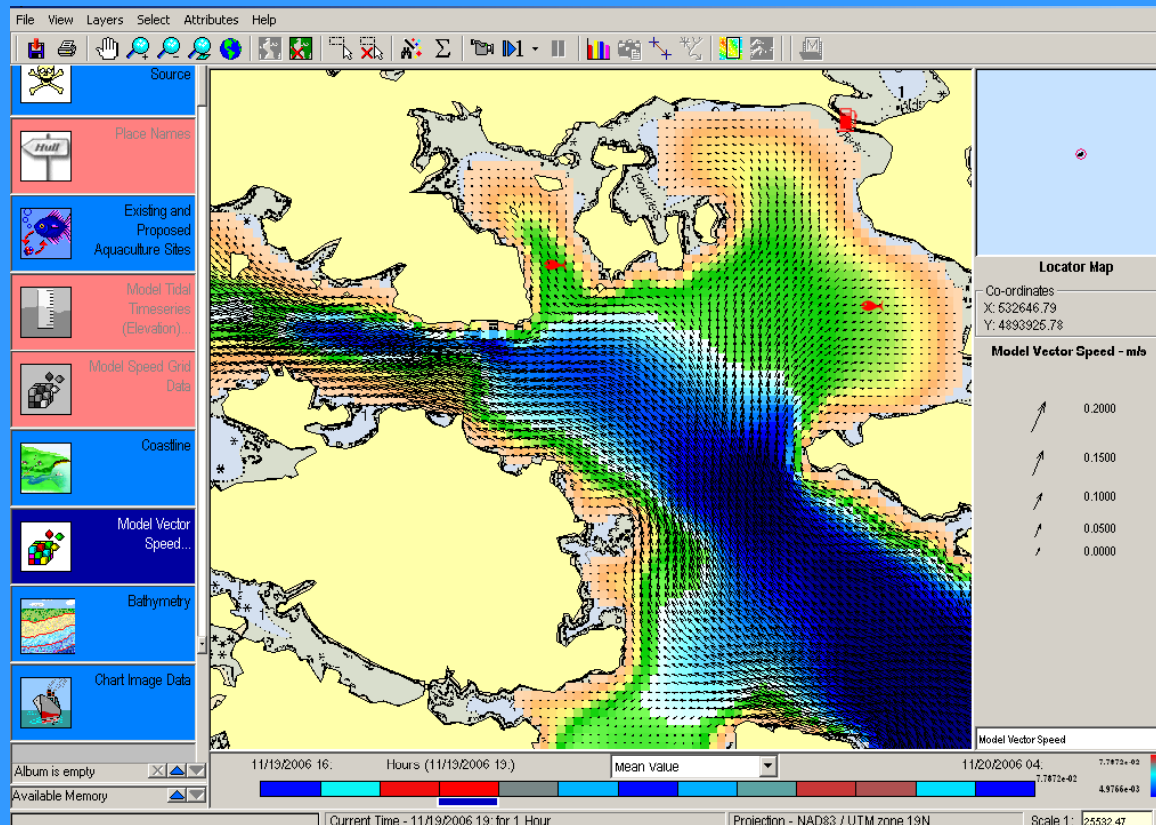 File View Layers Select Attributes Help
Source
Place Names
Hull
Existing and
Proposed
Aquaculture Sites
Model Tidal
Timeseries
(Elevation)...
Model Speed Grid
Data
Coastline
Model Vector
Speed...
Bathymetry
Chart Image Data
Album is empty
Available Memory
1
1
Locator Map
Co-ordinates
X: 532646.79
Y: 4893925.78
Model Vector Speed - m/s
0.2000
0.1500
0.1000
0.0500
0.0000
Model Vector Speed
11/19/2006 16:
Hours (11/19/2006 19:)
Mean Value
11/20/2006 04:
7.7872e-02
7.7872e-02
4.9766e-03
Current Time - 11/19/2006 19: for 1 Hour
Projection - NAD83 / UTM zone 19N
Scale 1: 25532.47